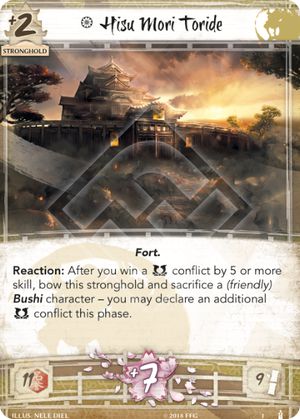 +2
STRONGHOLD
Hisu Mori Toride
Fort.
Reaction: After you win a conflict by 5 or more
skill, bow this stronghold and sacrifice a (friendly)
Bushi character – you may declare an additional
conflict this phase.
11
+7
9
ILLUS: NELE DIEL
©2018 FFG
1